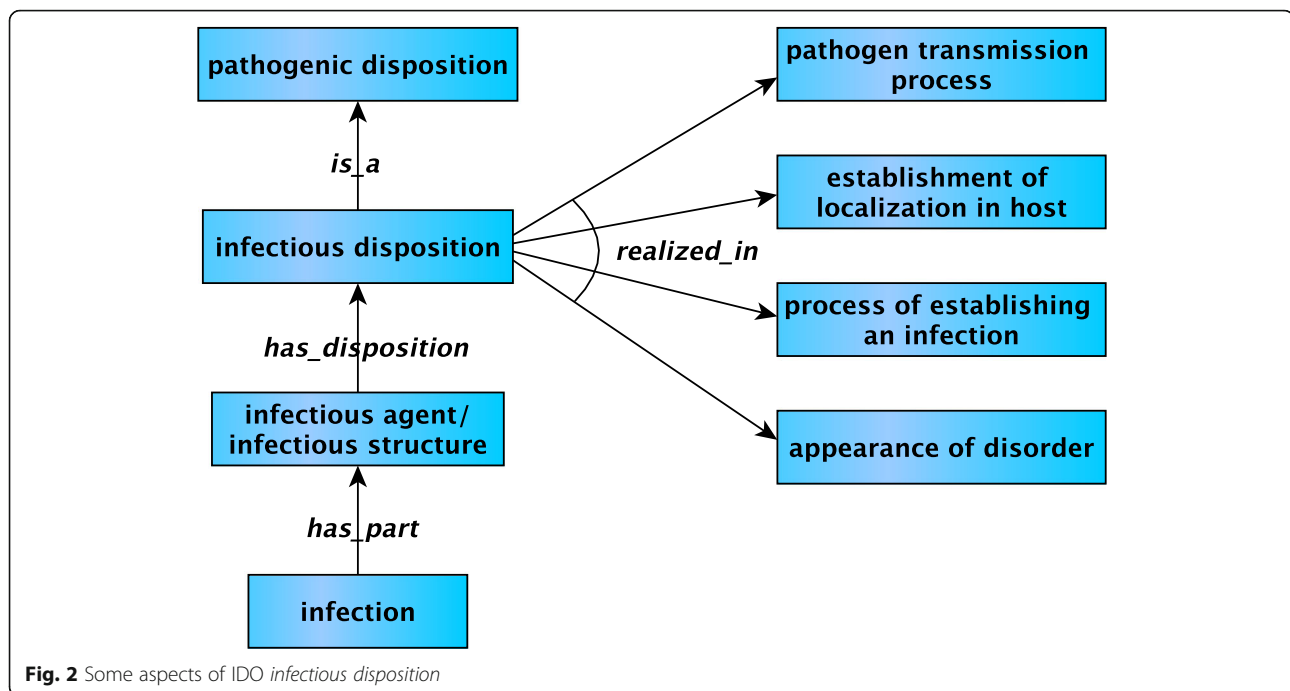 pathogenic disposition
is_a
infectious disposition
has_disposition
infectious agent/
infectious structure
has_part
infection
realized_in
pathogen transmission
process
establishment of
localization in host
process of establishing
an infection
appearance of disorder
Fig. 2 Some aspects of IDO infectious disposition